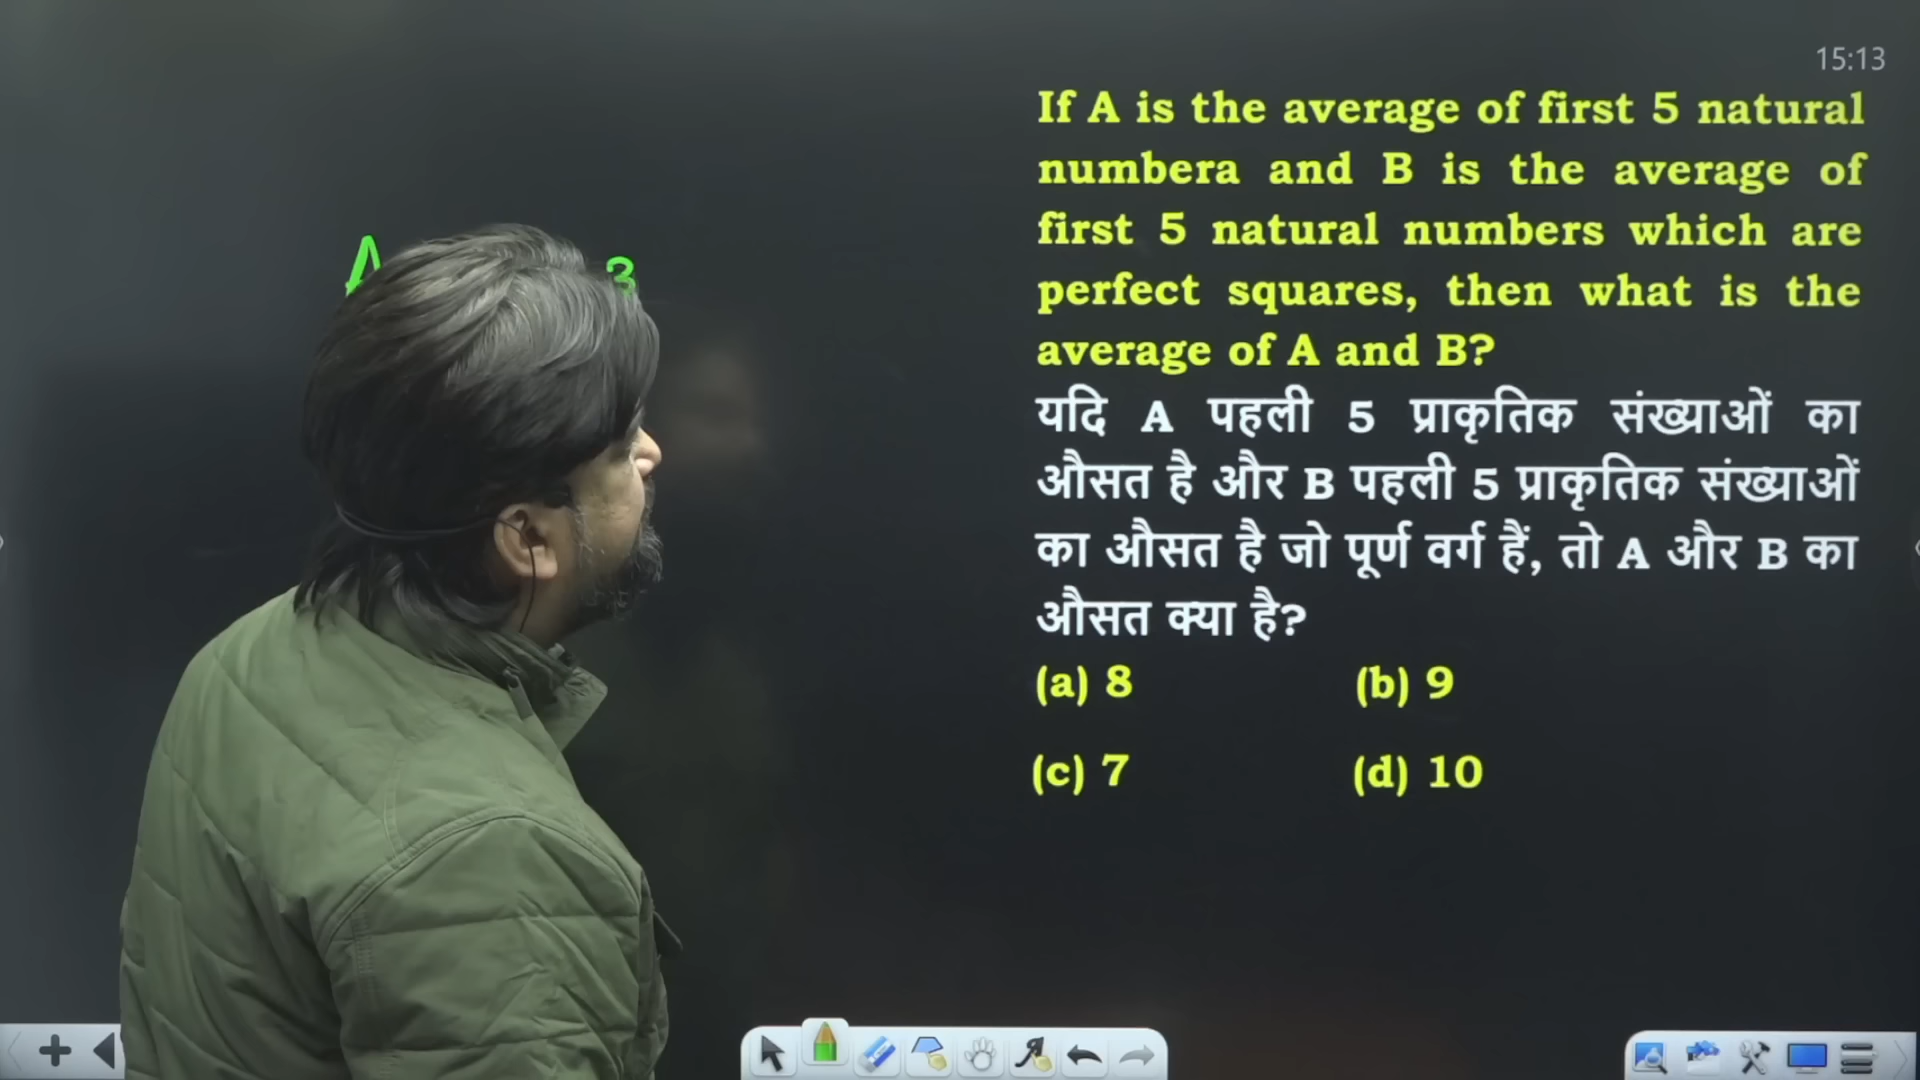 15:13
If A is the average of first 5 natural
numbera and B is the average of
first 5 natural numbers which are
perfect squares, then what is the
average of A and B?
यदि A पहली 5 प्राकृतिक संख्याओं का
औसत है और B पहली 5 प्राकृतिक संख्याओं
का औसत है जो पूर्ण वर्ग हैं, तो A और B का
औसत क्या है?
(a) 8 (b) 9
(c) 7 (d) 10
A
3